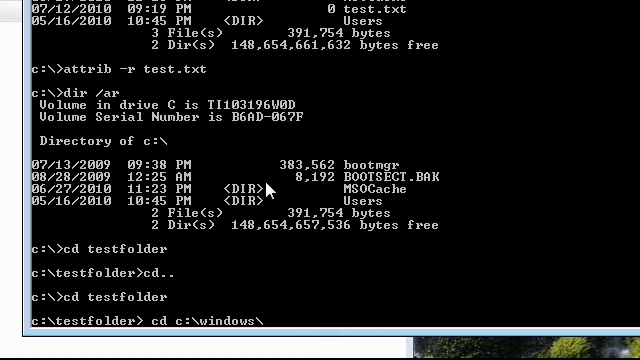 07/12/2010 09:19 PM 0 test.txt
05/16/2010 10:45 PM <DIR> Users
3 File(s) 391,754 bytes
2 Dir(s) 148,654,661,632 bytes free
c:\>attrib -r test.txt
c:\>dir /ar
Volume in drive C is TI103196W0D
Volume Serial Number is B6AD-067F
Directory of c:\
07/13/2009 09:38 PM 383,562 bootmgr
08/28/2009 12:25 AM 8,192 BOOTSECT.BAK
06/27/2010 11:23 PM <DIR> MSOCache
05/16/2010 10:45 PM <DIR> Users
2 File(s) 391,754 bytes
2 Dir(s) 148,654,657,536 bytes free
c:\>cd testfolder
c:\testfolder>cd..
c:\>cd testfolder
c:\testfolder> cd c:\windows\